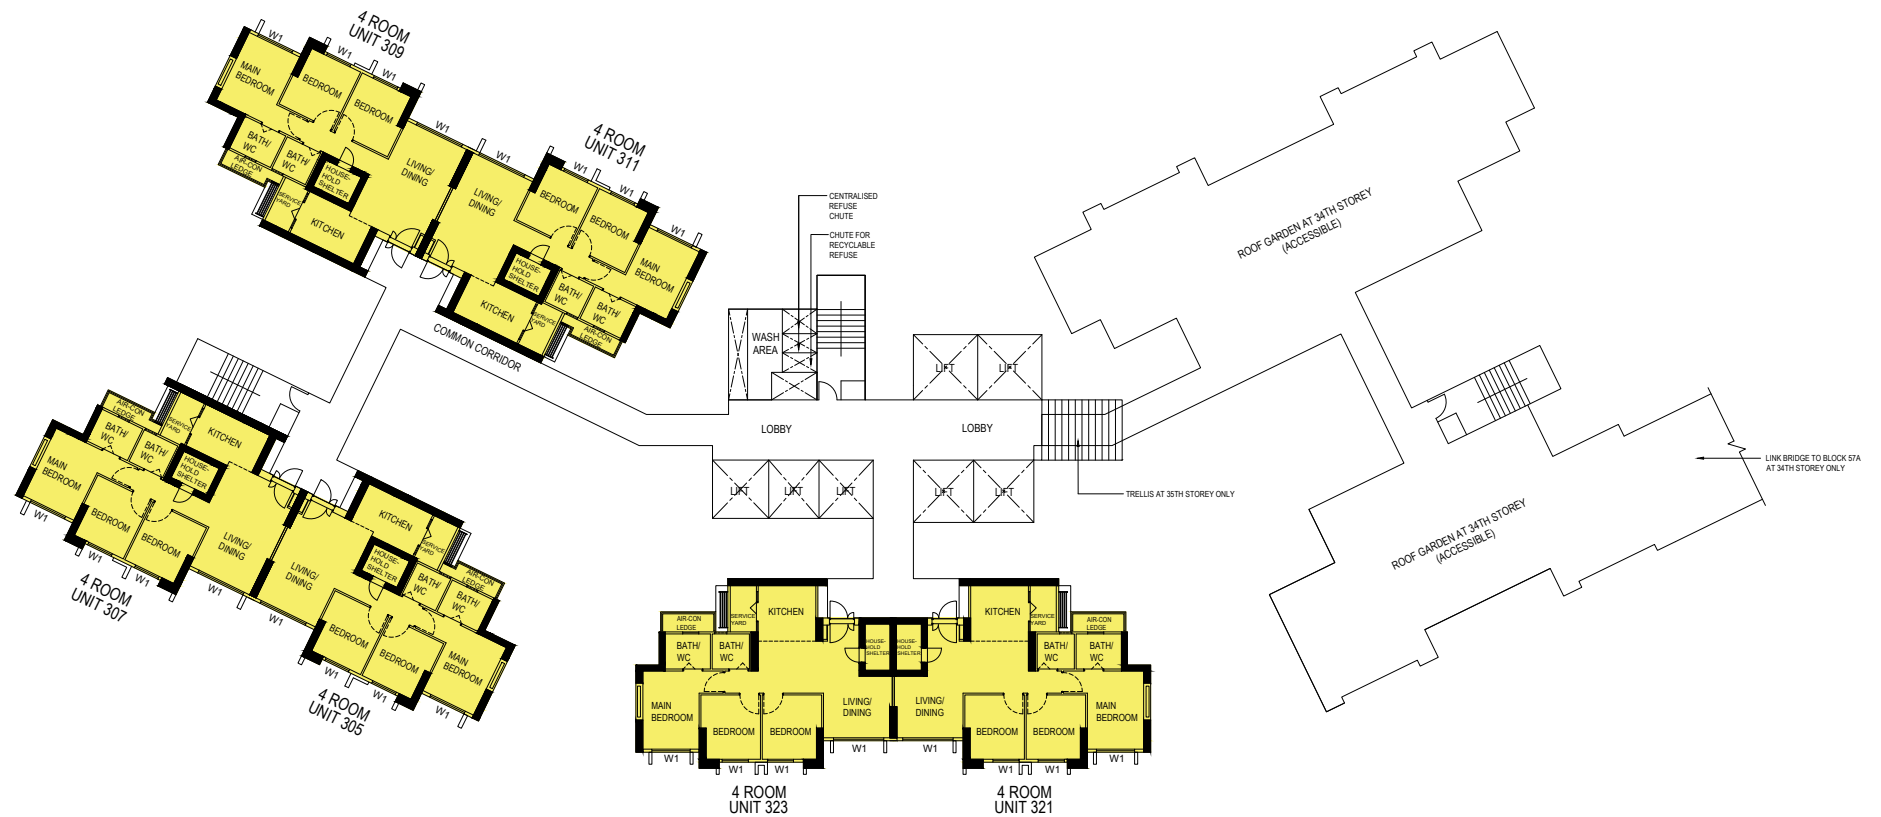 4 ROOM
UNIT 309
W1
W1
W1
MAIN
BEDROOM
BEDROOM
BEDROOM
BATH/
WC
BATH/
WC
AIR-CON
LEDGE
HOUSE-
HOLD
SHELTER
SERVICE
YARD
KITCHEN
LIVING/
DINING
W1
4 ROOM
UNIT 311
W1
W1
W1
W1
LIVING/
DINING
BEDROOM
BEDROOM
MAIN
BEDROOM
HOUSE-
HOLD
SHELTER
BATH/
WC
BATH/
WC
KITCHEN
SERVICE
YARD
AIR-CON
LEDGE
COMMON CORRIDOR
CENTRALISED
REFUSE
CHUTE
CHUTE FOR
RECYCLABLE
REFUSE
WASH
AREA
LIFT
LIFT
LOBBY
LOBBY
LIFT
LIFT
LIFT
LIFT
LIFT
TRELLIS AT 35TH STOREY ONLY
ROOF GARDEN AT 34TH STOREY
(ACCESSIBLE)
LINK BRIDGE TO BLOCK 57A
AT 34TH STOREY ONLY
ROOF GARDEN AT 34TH STOREY
(ACCESSIBLE)
AIR-CON
LEDGE
BATH/
WC
BATH/
WC
SERVICE
YARD
KITCHEN
HOUSE-
HOLD
SHELTER
MAIN
BEDROOM
BEDROOM
BEDROOM
LIVING/
DINING
W1
W1
W1
W1
4 ROOM
UNIT 307
KITCHEN
SERVICE
YARD
HOUSE-
HOLD
SHELTER
AIR-CON
LEDGE
BATH/
WC
BATH/
WC
LIVING/
DINING
BEDROOM
BEDROOM
MAIN
BEDROOM
W1
W1
W1
W1
4 ROOM
UNIT 305
AIR-CON
LEDGE
SERVICE
YARD
KITCHEN
BATH/
WC
BATH/
WC
HOUSE-
HOLD
SHELTER
MAIN
BEDROOM
BEDROOM
BEDROOM
LIVING/
DINING
W1
W1
W1
W1
4 ROOM
UNIT 323
HOUSE-
HOLD
SHELTER
KITCHEN
SERVICE
YARD
AIR-CON
LEDGE
BATH/
WC
BATH/
WC
LIVING/
DINING
BEDROOM
BEDROOM
MAIN
BEDROOM
W1
W1
W1
W1
4 ROOM
UNIT 321